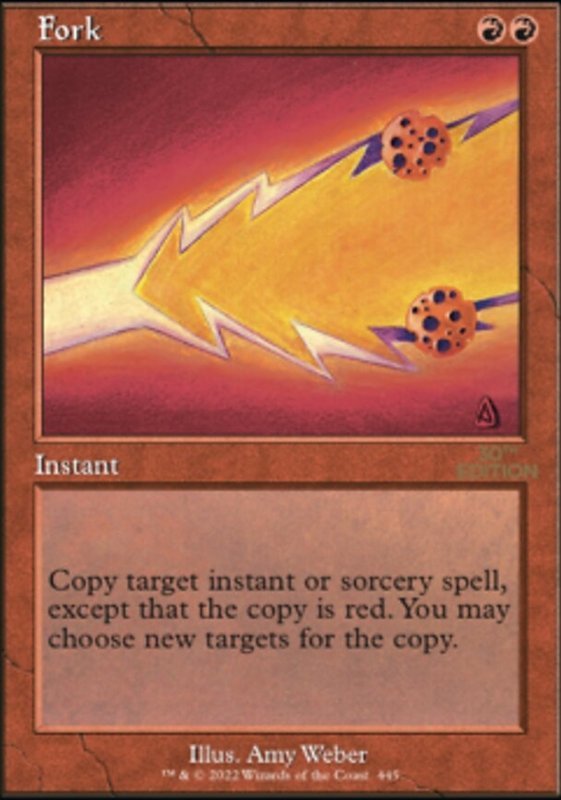 Fork
Instant
30TH
EDITION
Copy target instant or sorcery spell,
except that the copy is red. You may
choose new targets for the copy.
Illus. Amy Weber
™ & © 2022 Wizards of the Coast. 445